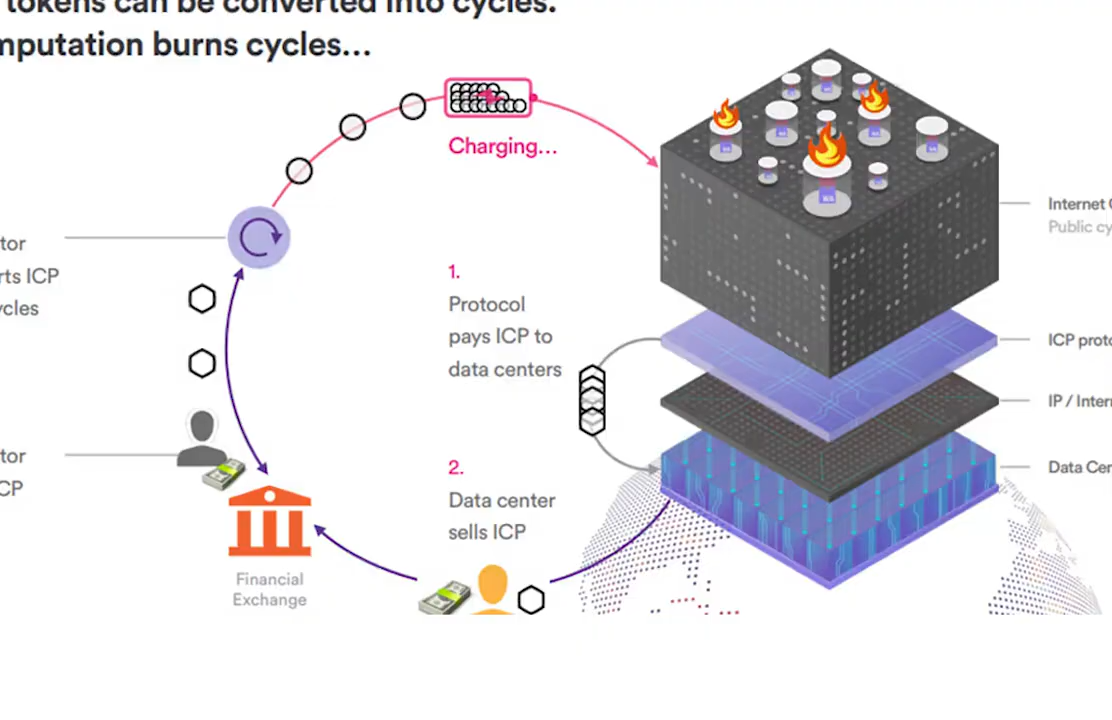 tokens can be converted into cycles.
mputation burns cycles…
Charging…
tor
rts ICP
ycles
1.
Protocol
pays ICP to
data centers
tor
CP
2.
Data center
sells ICP
Financial
Exchange
Internet
Public cy
ICP proto
IP / Inter
Data Cen